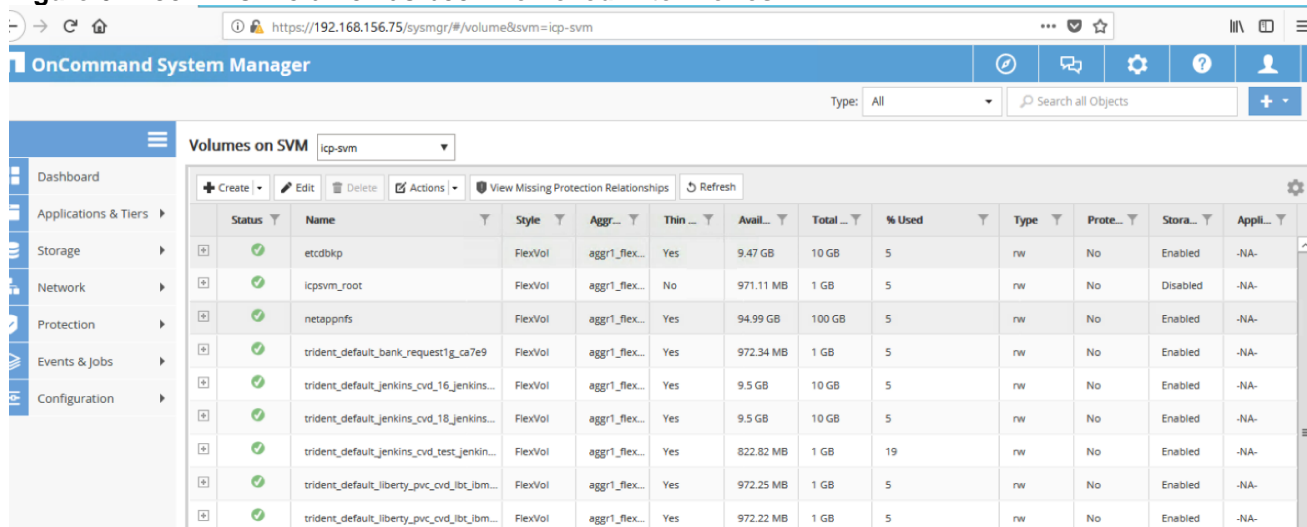 https://192.168.156.75/sysmgr/#/volume&svm=icp-svm
OnCommand System Manager
Type: All Search all Objects
Volumes on SVM icp-svm
Dashboard
Applications & Tiers
Storage
Network
Protection
Events & Jobs
Configuration
Create Edit Delete Actions View Missing Protection Relationships Refresh
Status Name Style Aggr... Thin ... Avail... Total ... % Used Type Prote... Stora... Appli...
etcdbkp FlexVol aggr1_flex... Yes 9.47 GB 10 GB 5 rw No Enabled -NA-
icpsvm_root FlexVol aggr1_flex... No 971.11 MB 1 GB 5 rw No Disabled -NA-
netappnfs FlexVol aggr1_flex... Yes 94.99 GB 100 GB 5 rw No Enabled -NA-
trident_default_bank_request1g_ca7e9 FlexVol aggr1_flex... Yes 972.34 MB 1 GB 5 rw No Enabled -NA-
trident_default_jenkins_cvd_16_jenkins... FlexVol aggr1_flex... Yes 9.5 GB 10 GB 5 rw No Enabled -NA-
trident_default_jenkins_cvd_18_jenkins... FlexVol aggr1_flex... Yes 9.5 GB 10 GB 5 rw No Enabled -NA-
trident_default_jenkins_cvd_test_jenkin... FlexVol aggr1_flex... Yes 822.82 MB 1 GB 19 rw No Enabled -NA-
trident_default_liberty_pvc_cvd_lbt_ibm... FlexVol aggr1_flex... Yes 972.25 MB 1 GB 5 rw No Enabled -NA-
trident_default_liberty_pvc_cvd_lbt_ibm... FlexVol aggr1_flex... Yes 972.22 MB 1 GB 5 rw No Enabled -NA-